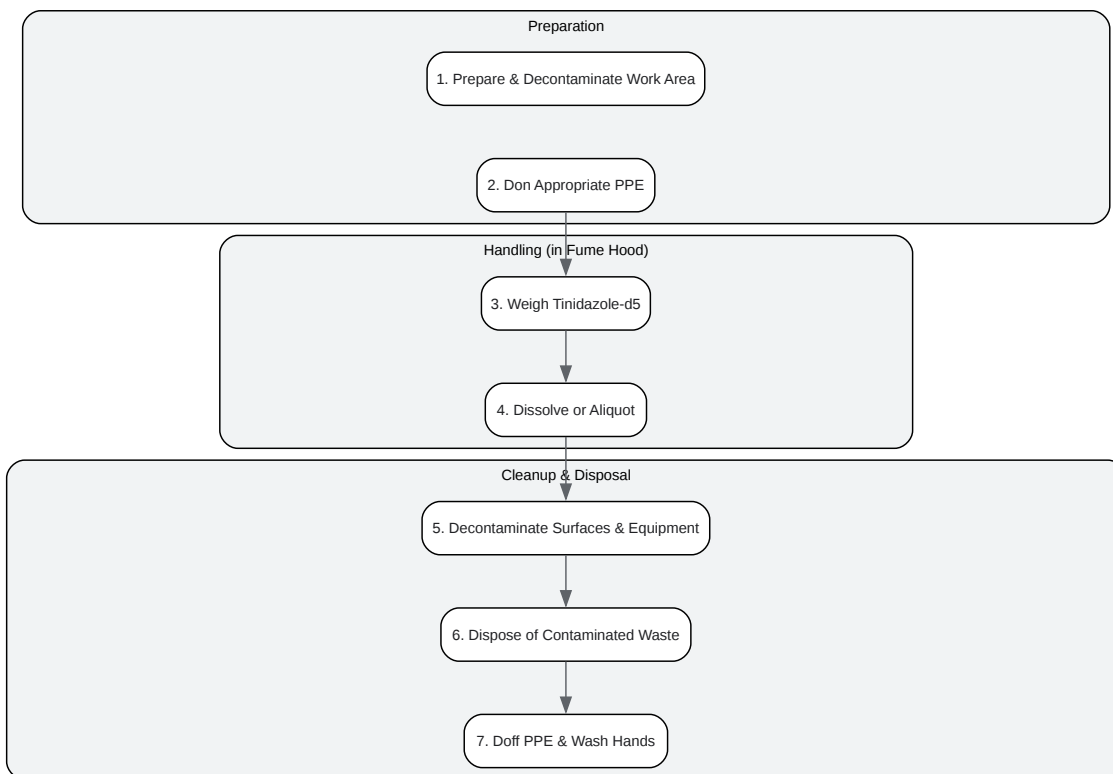 Preparation
1. Prepare & Decontaminate Work Area
2. Don Appropriate PPE
Handling (in Fume Hood)
3. Weigh Tinidazole-d5
4. Dissolve or Aliquot
Cleanup & Disposal
5. Decontaminate Surfaces & Equipment
6. Dispose of Contaminated Waste
7. Doff PPE & Wash Hands